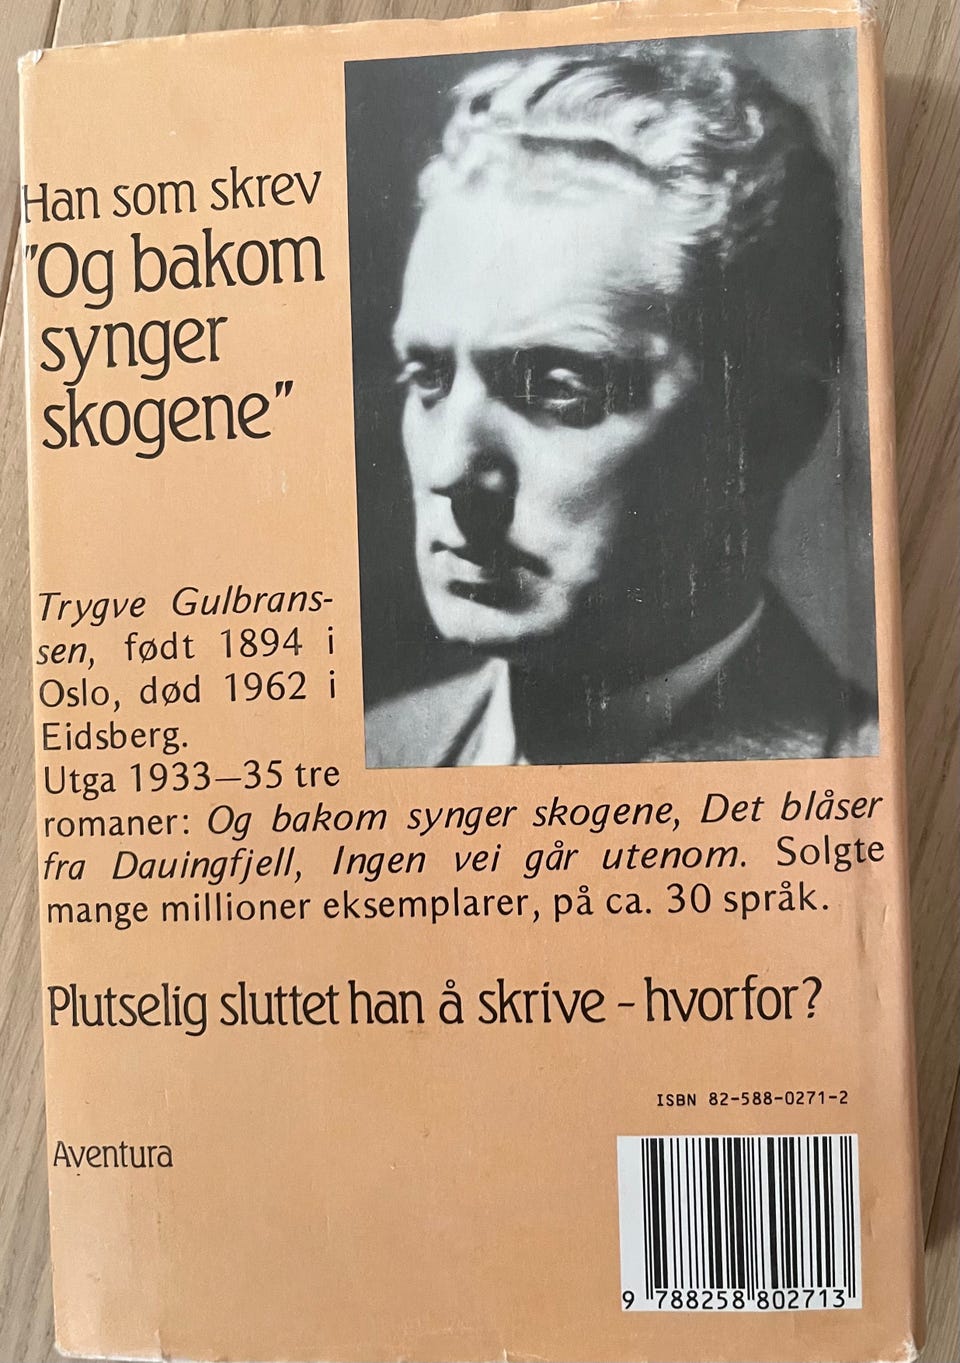 Han som skrev
"Og bakom
synger
skogene"
Trygve Gulbrans-
sen, født 1894 i
Oslo, død 1962 i
Eidsberg.
Utga 1933–35 tre
romaner: Og bakom synger skogene, Det blåser
fra Dauingfjell, Ingen vei går utenom. Solgte
mange millioner eksemplarer, på ca. 30 språk.
Plutselig sluttet han å skrive - hvorfor?
ISBN 82-588-0271-2
Aventura
9 788258 802713